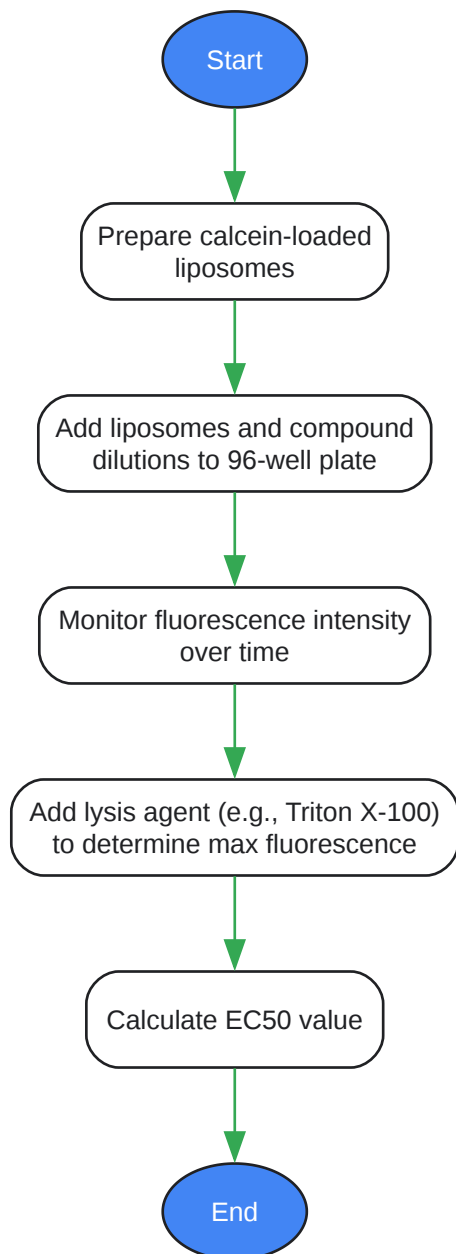 Start
Prepare calcein-loaded
liposomes
Add liposomes and compound
dilutions to 96-well plate
Monitor fluorescence intensity
over time
Add lysis agent (e.g., Triton X-100)
to determine max fluorescence
Calculate EC50 value
End